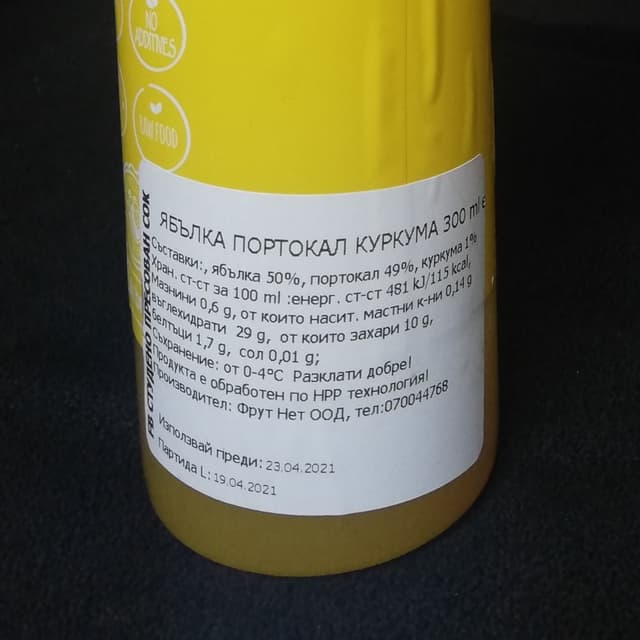 NO
ADDITIVES
RAW FOOD
FB СТУДЕНО ПРЕСОВАН СОК
ЯБЪЛКА ПОРТОКАЛ КУРКУМА 300 ml e
Съставки:, ябълка 50%, портокал 49%, куркума 1%
Хран. ст-ст за 100 ml :енерг. ст-ст 481 kJ/115 kcal,
Мазнини 0,6 g, от които насит. мастни к-ни 0,14 g
въглехидрати 29 g, от които захари 10 g,
белтъци 1,7 g, сол 0,01 g;
Съхранение: от 0-4°C Разклати добре!
Продукта е обработен по HPP технология!
Производител: Фрут Нет ООД, тел:070044768
Използвай преди: 23.04.2021
Партида L: 19.04.2021